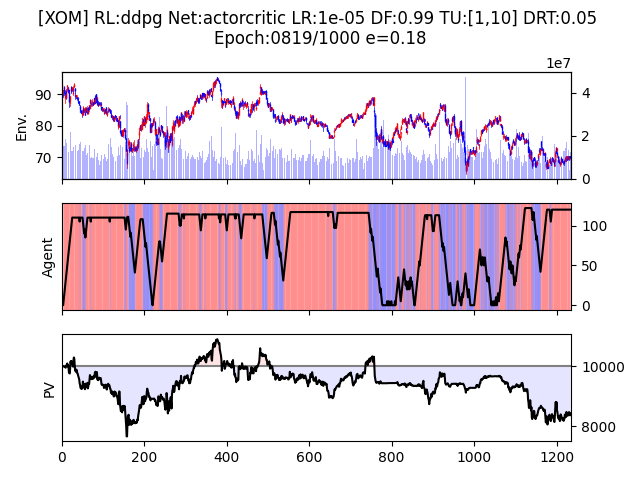 [XOM] RL:ddpg Net:actorcritic LR:1e-05 DF:0.99 TU:[1,10] DRT:0.05
Epoch:0819/1000 e=0.18
1e7
Env.
90
80
70
4
2
0
Agent
100
50
0
PV
10000
8000
0 200 400 600 800 1000 1200